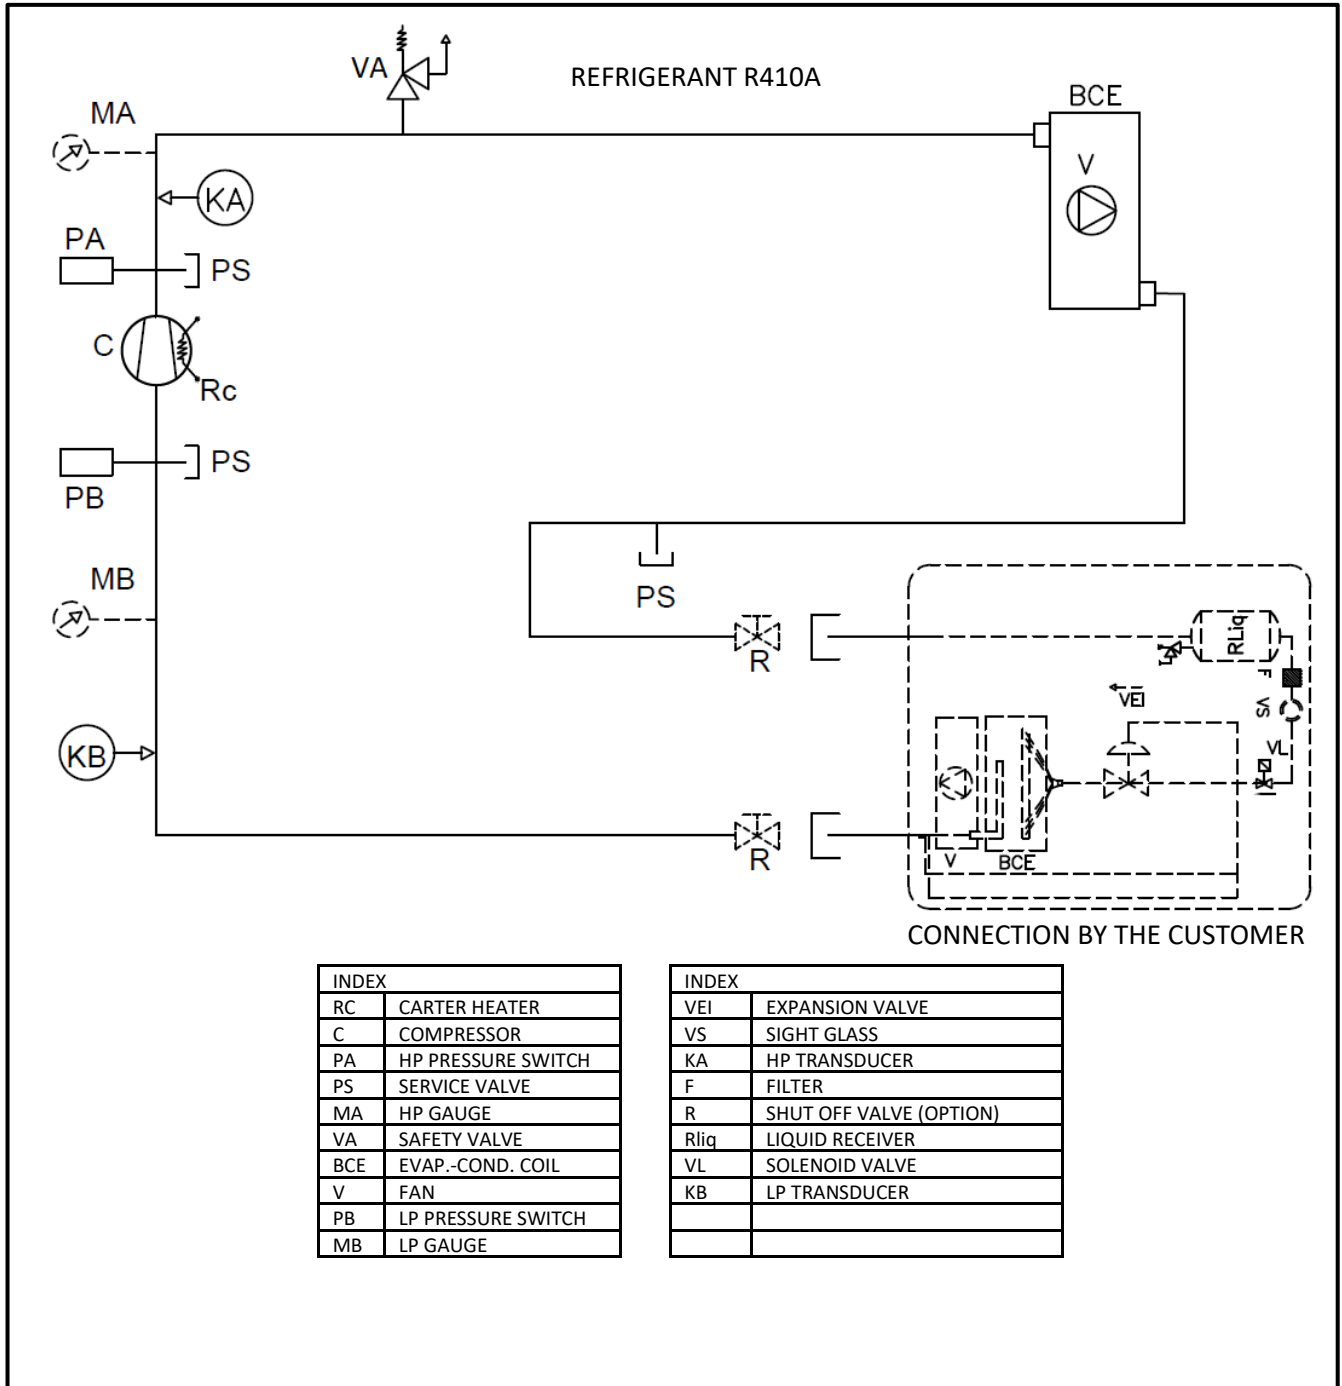 VA
REFRIGERANT R410A
BCE
MA
V
KA
PA
PS
C
Rc
PS
PB
MB
PS
RLiq
R
F
VEI
VS
KB
VL
R
V
BCE
CONNECTION BY THE CUSTOMER
INDEX
RC CARTER HEATER
C COMPRESSOR
PA HP PRESSURE SWITCH
PS SERVICE VALVE
MA HP GAUGE
VA SAFETY VALVE
BCE EVAP.-COND. COIL
V FAN
PB LP PRESSURE SWITCH
MB LP GAUGE
INDEX
VEI EXPANSION VALVE
VS SIGHT GLASS
KA HP TRANSDUCER
F FILTER
R SHUT OFF VALVE (OPTION)
Rliq LIQUID RECEIVER
VL SOLENOID VALVE
KB LP TRANSDUCER